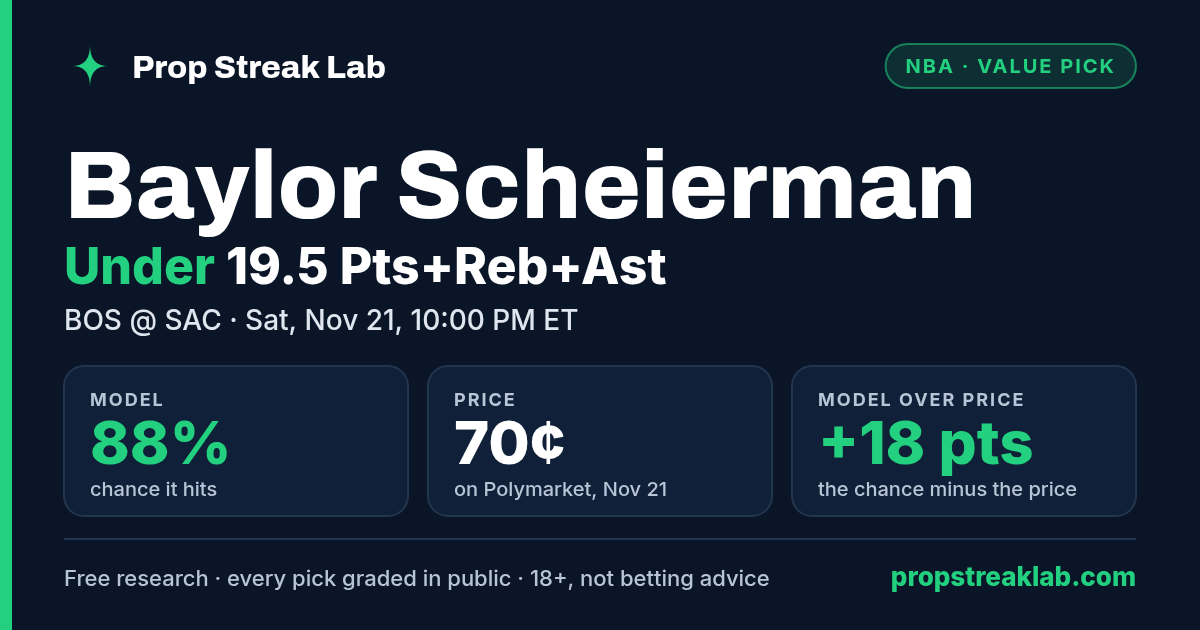 Prop Streak Lab
NBA · VALUE PICK
Baylor Scheierman
Under 19.5 Pts+Reb+Ast
BOS @ SAC · Sat, Nov 21, 10:00 PM ET
MODEL
88%
chance it hits
PRICE
70¢
on Polymarket, Nov 21
MODEL OVER PRICE
+18 pts
the chance minus the price
Free research · every pick graded in public · 18+, not betting advice
propstreaklab.com